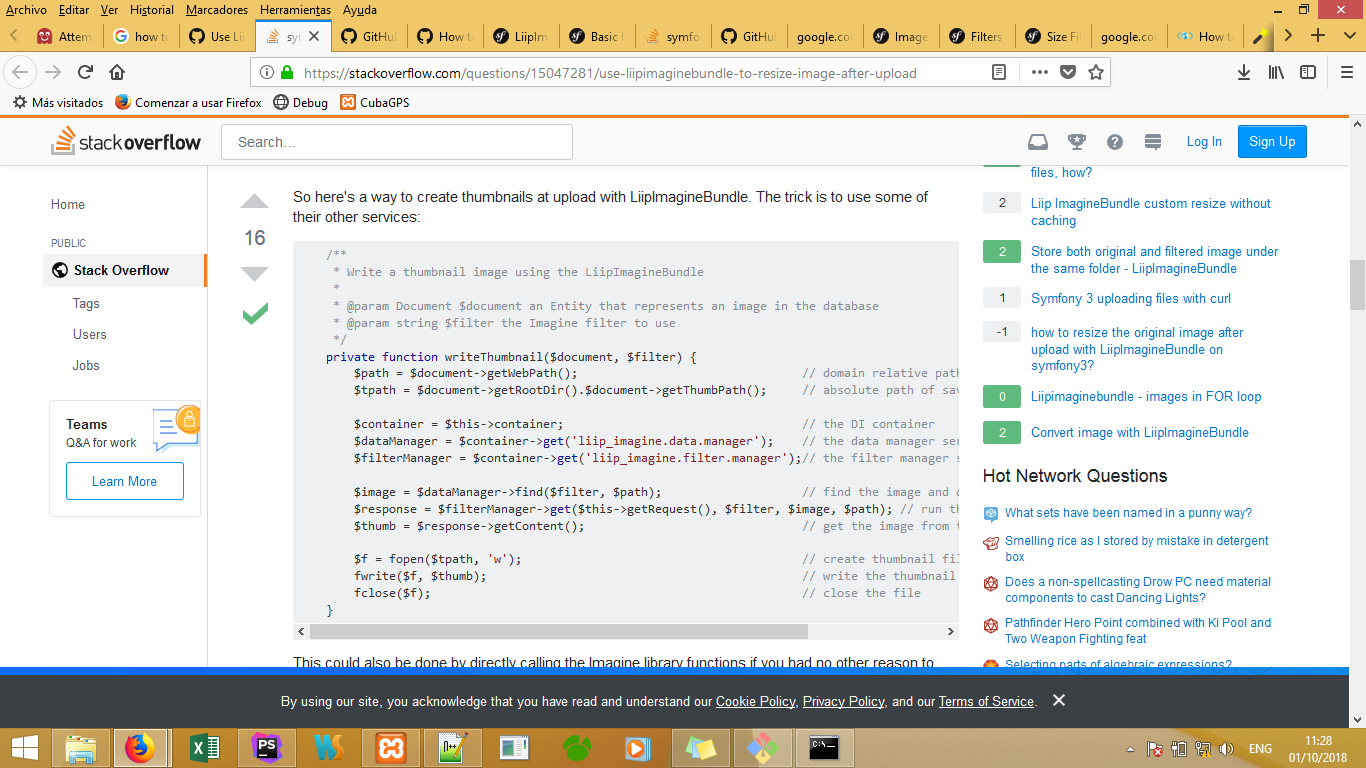 Archivo Editar Ver Historial Marcadores Herramientas Ayuda
Attem how to Use Lii syn GitHub How to LiipIm Basic U symfo GitHub google.co Image Filters Size Fil google.co How to
https://stackoverflow.com/questions/15047281/use-liipimaginebundle-to-resize-image-after-upload
Más visitados Comenzar a usar Firefox Debug CubaGPS
stackoverflow Search... Log In Sign Up
Home
PUBLIC
Stack Overflow
Tags
Users
Jobs
Teams
Q&A for work
Learn More
16
So here's a way to create thumbnails at upload with LiipImagineBundle. The trick is to use some of
their other services:
/**
* Write a thumbnail image using the LiipImagineBundle
*
* @param Document $document an Entity that represents an image in the database
* @param string $filter the Imagine filter to use
*/
private function writeThumbnail($document, $filter) {
$path = $document->getWebPath(); // domain relative pat
$tpath = $document->getRootDir().$document->getThumbPath(); // absolute path of sa
$container = $this->container; // the DI container
$dataManager = $container->get('liip_imagine.data.manager'); // the data manager se
$filterManager = $container->get('liip_imagine.filter.manager');// the filter manager s
$image = $dataManager->find($filter, $path); // find the image and
$response = $filterManager->get($this->getRequest(), $filter, $image, $path); // run th
$thumb = $response->getContent(); // get the image from
$f = fopen($tpath, 'w'); // create thumbnail fil
fwrite($f, $thumb); // write the thumbnail
fclose($f); // close the file
}
This could also be done by directly calling the Imagine library functions if you had no other reason to
files, how?
2 Liip ImagineBundle custom resize without
caching
2 Store both original and filtered image under
the same folder - LiipImagineBundle
1 Symfony 3 uploading files with curl
-1 how to resize the original image after
upload with LiipImagineBundle on
symfony3?
0 Liipimaginebundle - images in FOR loop
2 Convert image with LiipImagineBundle
Hot Network Questions
What sets have been named in a punny way?
Smelling rice as I stored by mistake in detergent
box
Does a non-spellcasting Drow PC need material
components to cast Dancing Lights?
Pathfinder Hero Point combined with Ki Pool and
Two Weapon Fighting feat
Selecting parts of algebraic expressions?
By using our site, you acknowledge that you have read and understand our Cookie Policy, Privacy Policy, and our Terms of Service.
ENG
11:28
01/10/2018